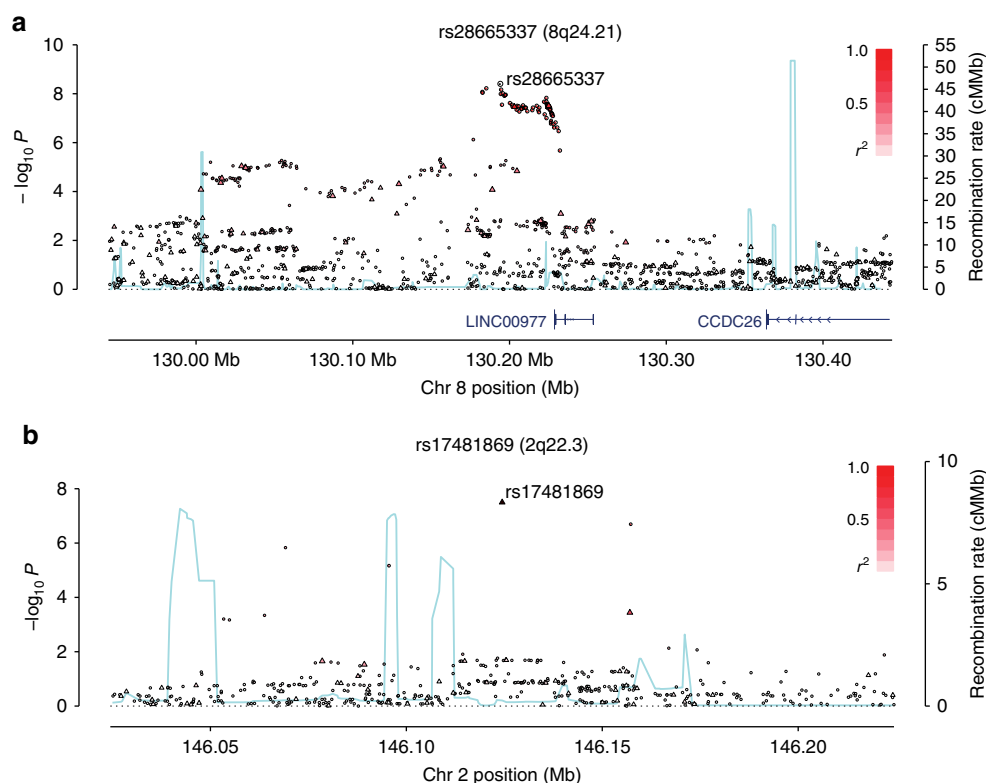 a
rs28665337 (8q24.21)
10
8
6
4
2
0
− log10 P
rs28665337
1.0
0.5
r2
55
50
45
40
35
30
25
20
15
10
5
0
Recombination rate (cMMb)
LINC00977
CCDC26
130.00 Mb
130.10 Mb
130.20 Mb
130.30
130.40
Chr 8 position (Mb)
b
rs17481869 (2q22.3)
8
6
4
2
0
−log10 P
rs17481869
1.0
0.5
r2
10
5
0
Recombination rate (cMMb)
146.05
146.10
146.15
146.20
Chr 2 position (Mb)